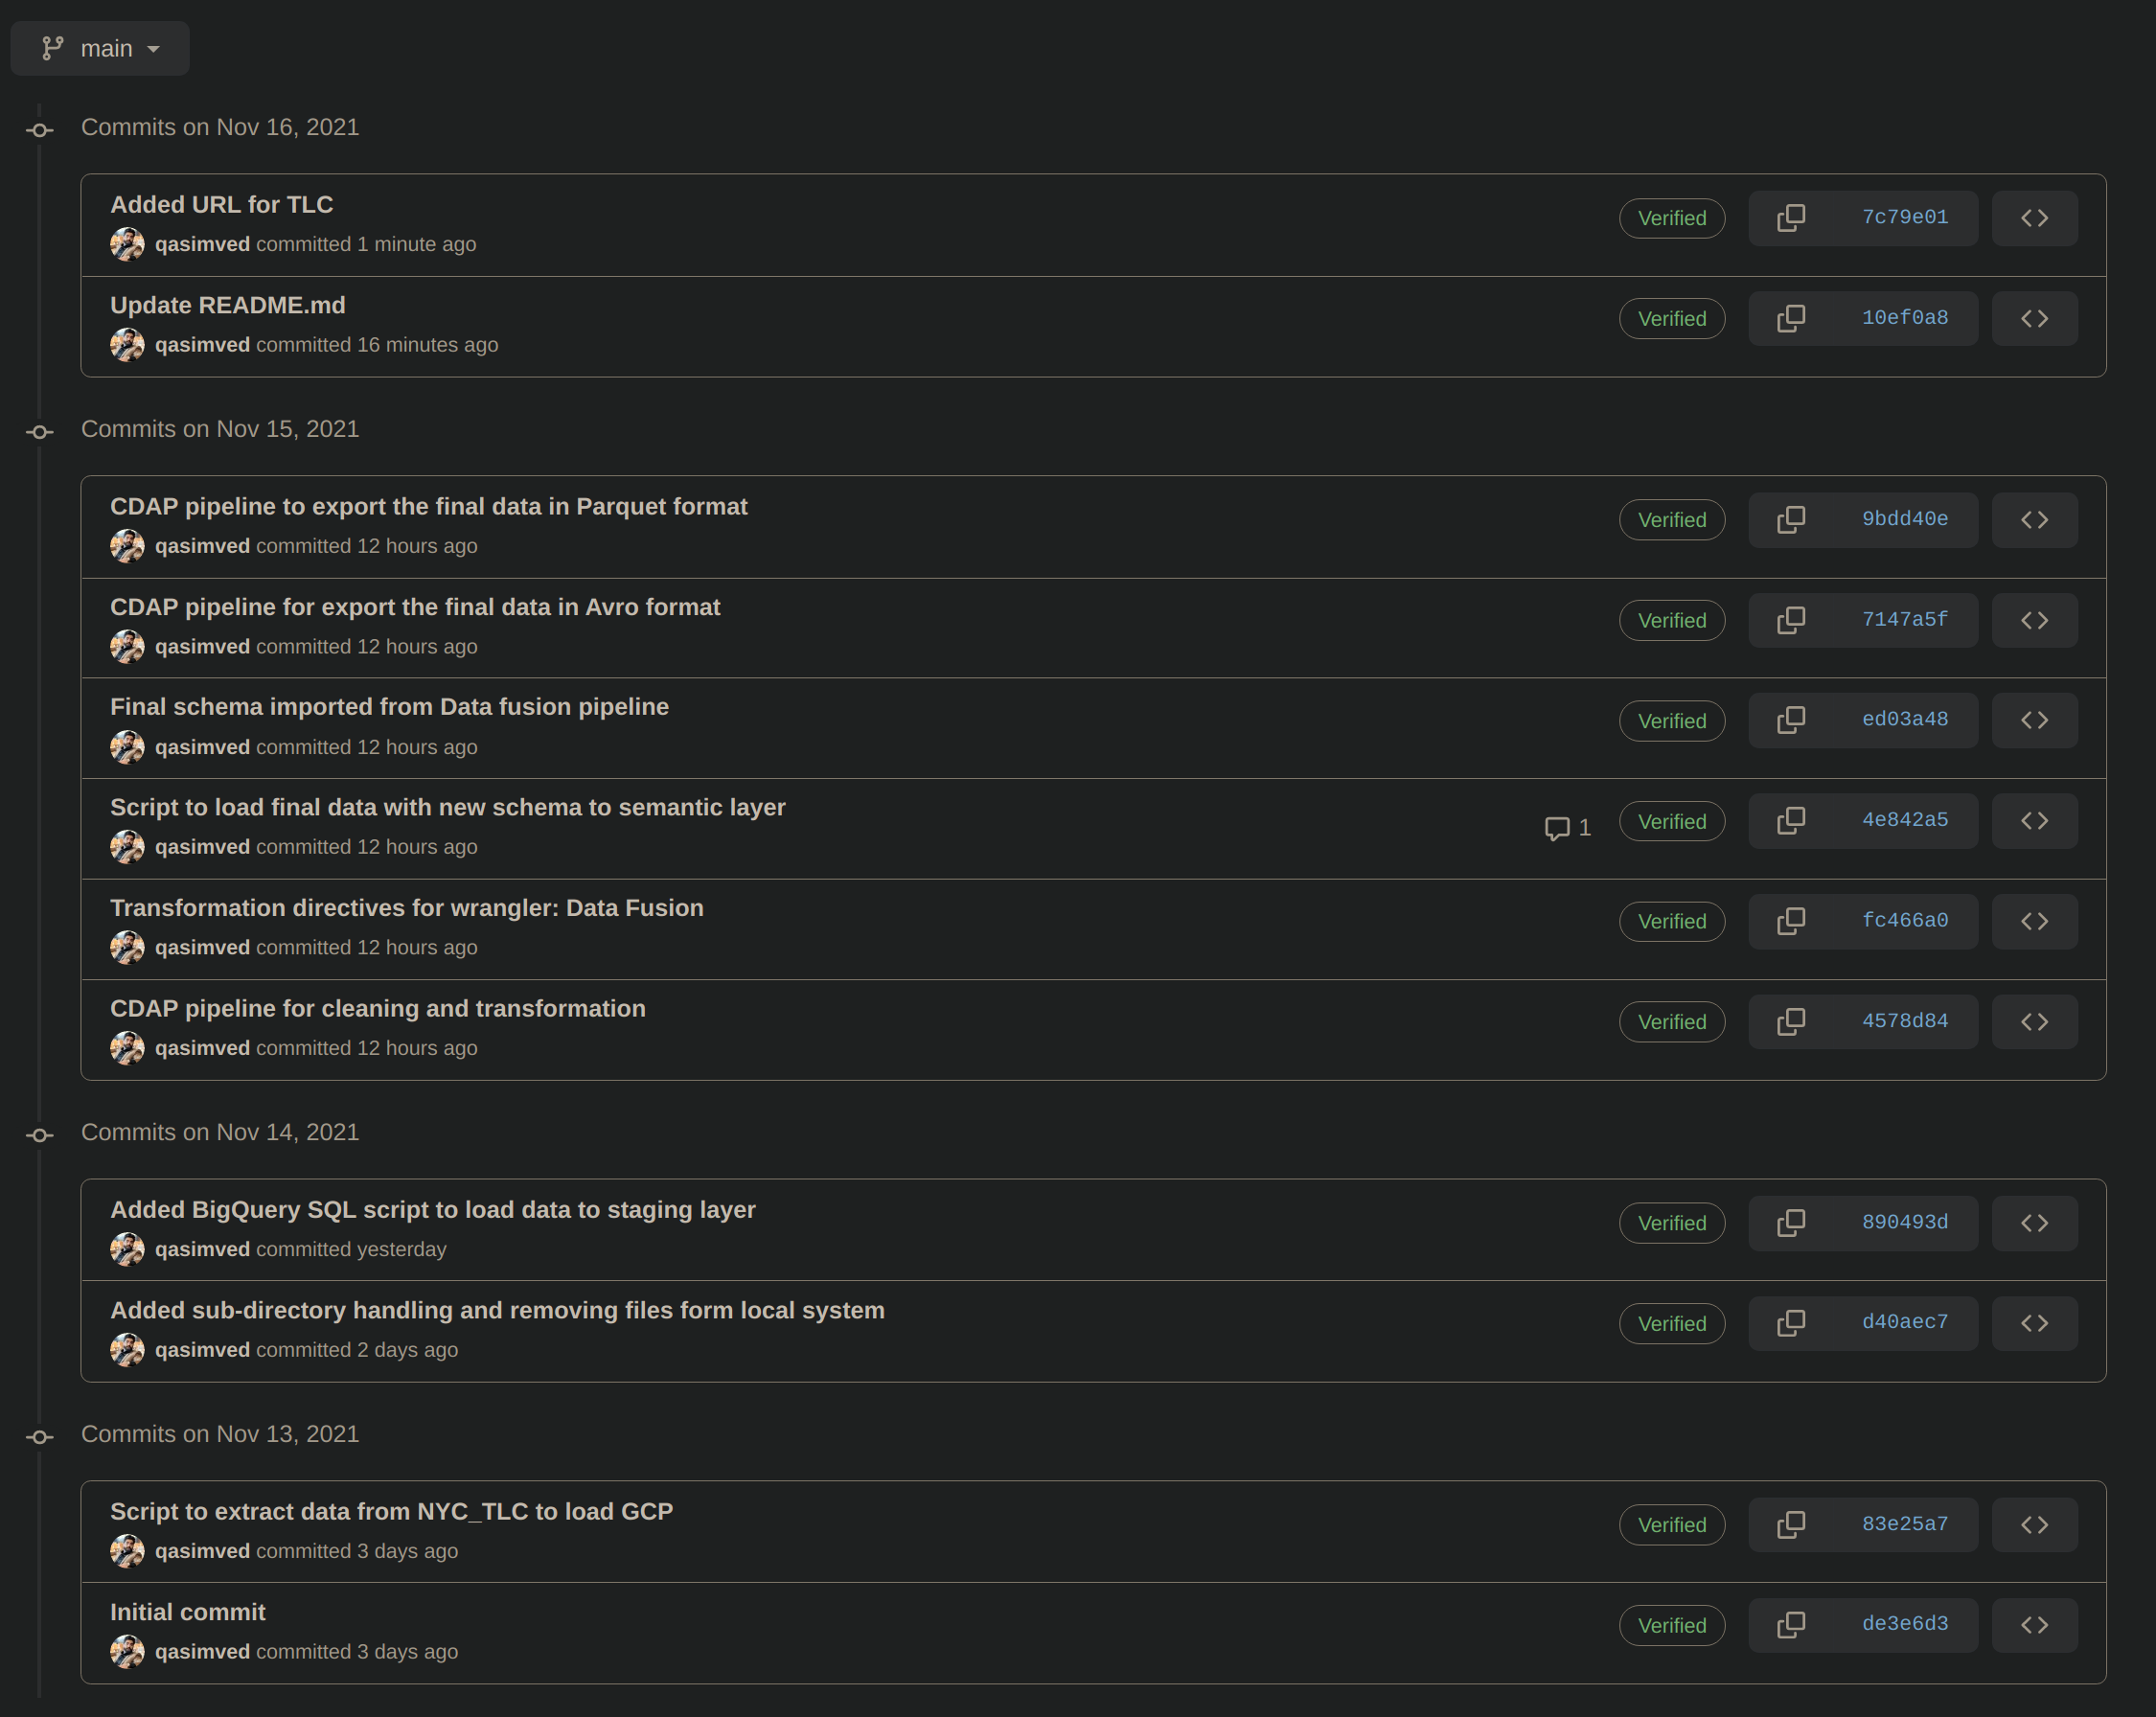 main
Commits on Nov 16, 2021
Added URL for TLC
qasimved committed 1 minute ago
Verified
7c79e01
Update README.md
qasimved committed 16 minutes ago
Verified
10ef0a8
Commits on Nov 15, 2021
CDAP pipeline to export the final data in Parquet format
qasimved committed 12 hours ago
Verified
9bdd40e
CDAP pipeline for export the final data in Avro format
qasimved committed 12 hours ago
Verified
7147a5f
Final schema imported from Data fusion pipeline
qasimved committed 12 hours ago
Verified
ed03a48
Script to load final data with new schema to semantic layer
qasimved committed 12 hours ago
1
Verified
4e842a5
Transformation directives for wrangler: Data Fusion
qasimved committed 12 hours ago
Verified
fc466a0
CDAP pipeline for cleaning and transformation
qasimved committed 12 hours ago
Verified
4578d84
Commits on Nov 14, 2021
Added BigQuery SQL script to load data to staging layer
qasimved committed yesterday
Verified
890493d
Added sub-directory handling and removing files form local system
qasimved committed 2 days ago
Verified
d40aec7
Commits on Nov 13, 2021
Script to extract data from NYC_TLC to load GCP
qasimved committed 3 days ago
Verified
83e25a7
Initial commit
qasimved committed 3 days ago
Verified
de3e6d3